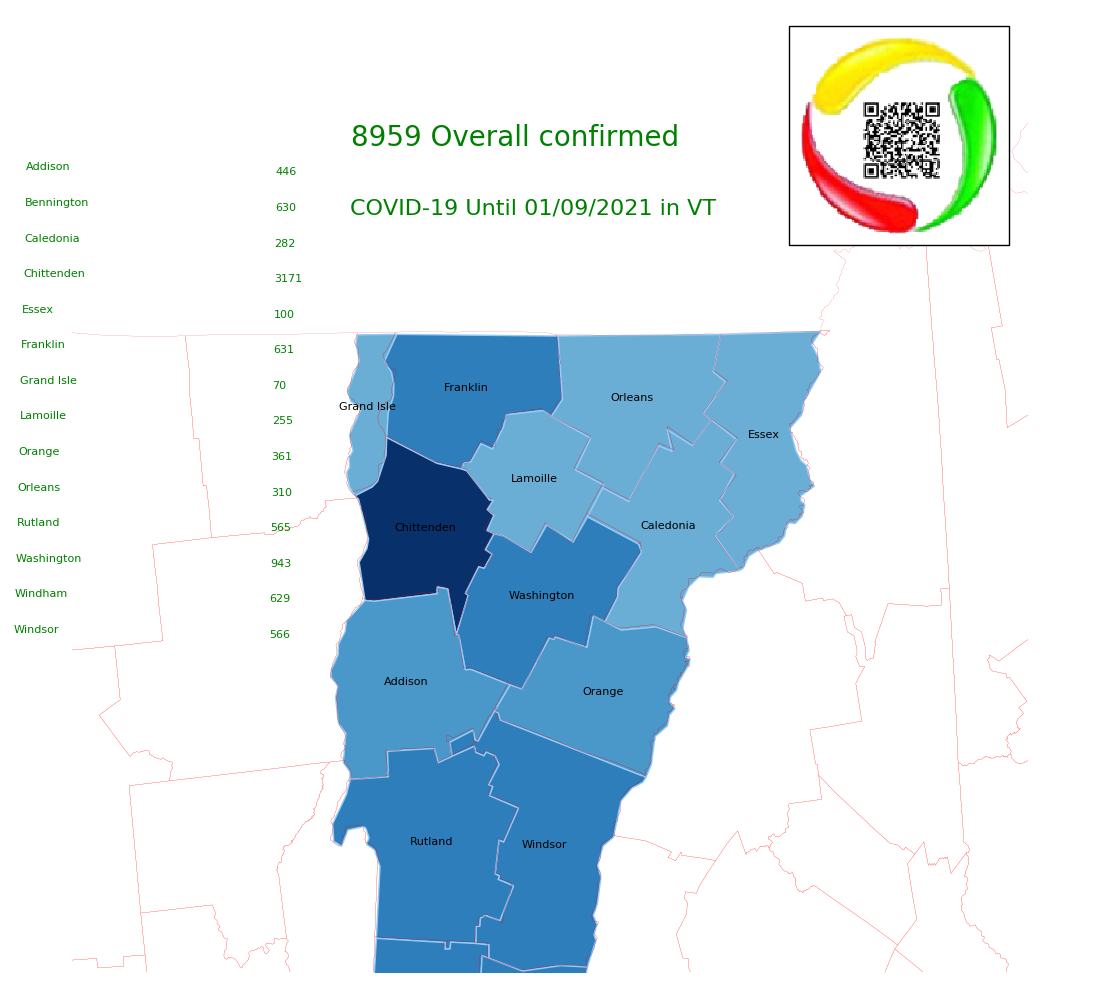 8959 Overall confirmed
COVID-19 Until 01/09/2021 in VT
Addison 446
Bennington 630
Caledonia 282
Chittenden 3171
Essex 100
Franklin 631
Grand Isle 70
Lamoille 255
Orange 361
Orleans 310
Rutland 565
Washington 943
Windham 629
Windsor 566
Franklin
Orleans
Grand Isle
Essex
Lamoille
Chittenden
Caledonia
Washington
Addison
Orange
Rutland
Windsor